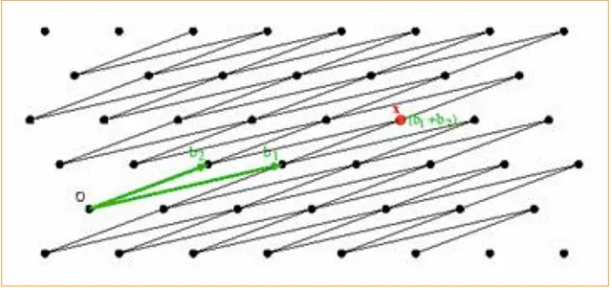 x
(b₁+b₂)
b₂ b₁
O